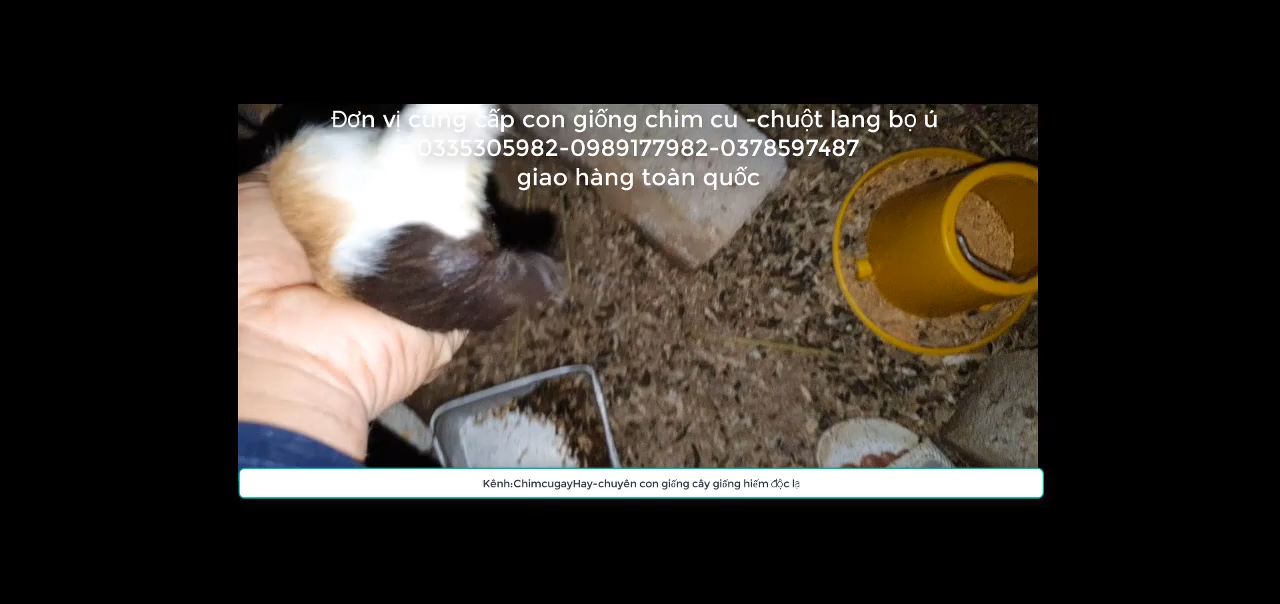 Đơn vị cung cấp con giống chim cu -chuột lang bọ ú
0335305982-0989177982-0378597487
giao hàng toàn quốc
Kênh:ChimcugayHay-chuyên con giống cây giống hiếm độc lạ